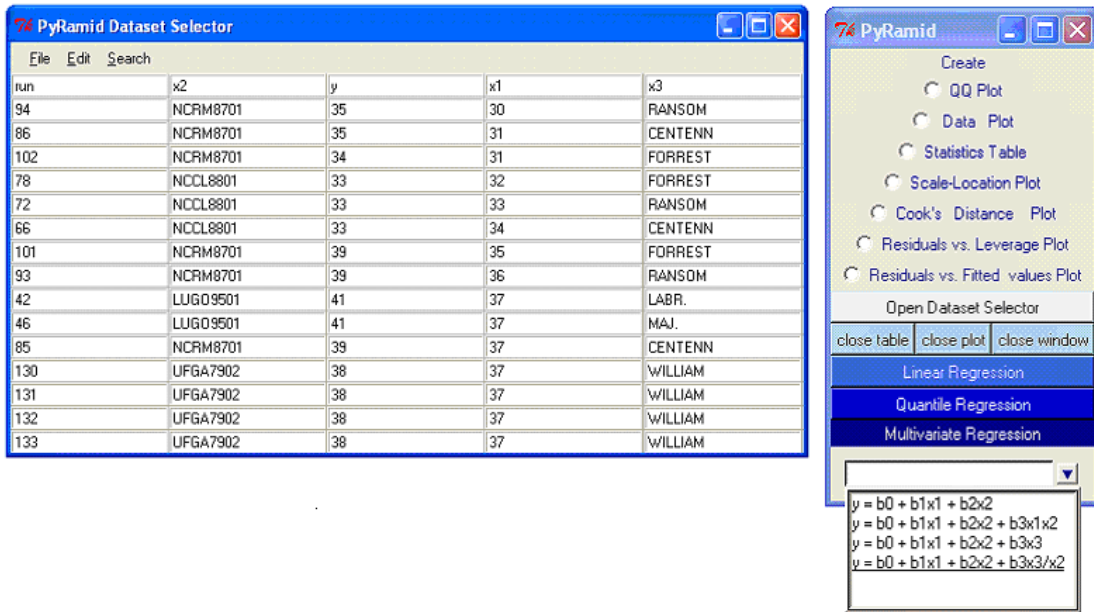 PyRamid Dataset Selector
File Edit Search
run x2 y x1 x3
94 NCRM8701 35 30 RANSOM
86 NCRM8701 35 31 CENTENN
102 NCRM8701 34 31 FORREST
78 NCCL8801 33 32 FORREST
72 NCCL8801 33 33 RANSOM
66 NCCL8801 33 34 CENTENN
101 NCRM8701 39 35 FORREST
93 NCRM8701 39 36 RANSOM
42 LUGO9501 41 37 LABR.
46 LUGO9501 41 37 MAJ.
85 NCRM8701 39 37 CENTENN
130 UFGA7902 38 37 WILLIAM
131 UFGA7902 38 37 WILLIAM
132 UFGA7902 38 37 WILLIAM
133 UFGA7902 38 37 WILLIAM
PyRamid
Create
QQ Plot
Data Plot
Statistics Table
Scale-Location Plot
Cook's Distance Plot
Residuals vs. Leverage Plot
Residuals vs. Fitted values Plot
Open Dataset Selector
close table close plot close window
Linear Regression
Quantile Regression
Multivariate Regression
y = b0 + b1x1 + b2x2
y = b0 + b1x1 + b2x2 + b3x1x2
y = b0 + b1x1 + b2x2 + b3x3
y = b0 + b1x1 + b2x2 + b3x3/x2